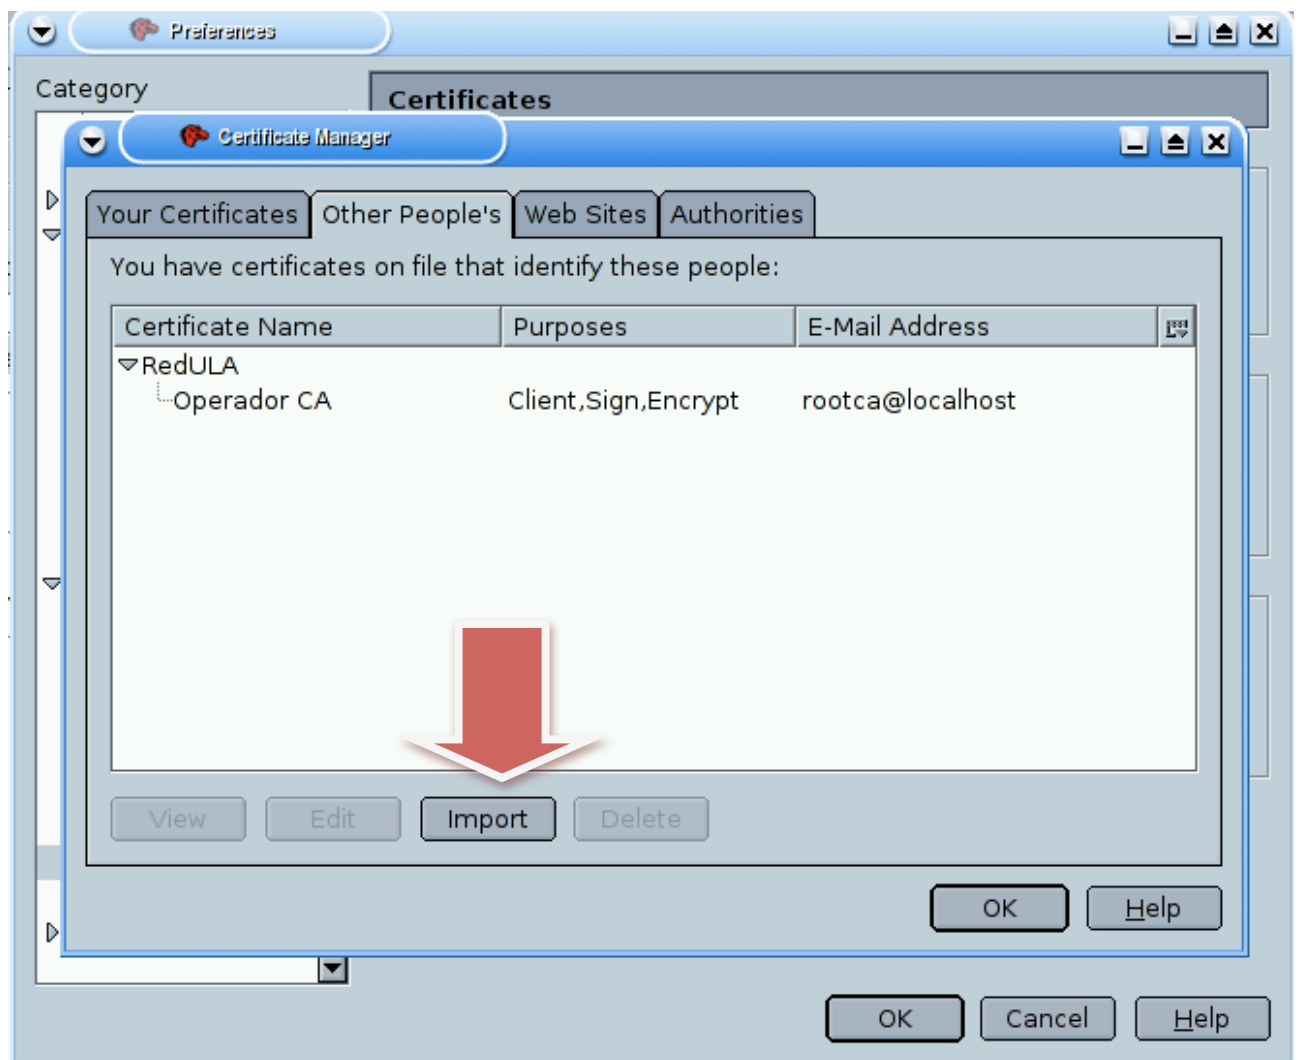 Preferences
Category
Certificates
Certificate Manager
Your Certificates Other People's Web Sites Authorities
You have certificates on file that identify these people:
Certificate Name Purposes E-Mail Address
RedULA
Operador CA Client,Sign,Encrypt rootca@localhost
View Edit Import Delete
OK Help
OK Cancel Help